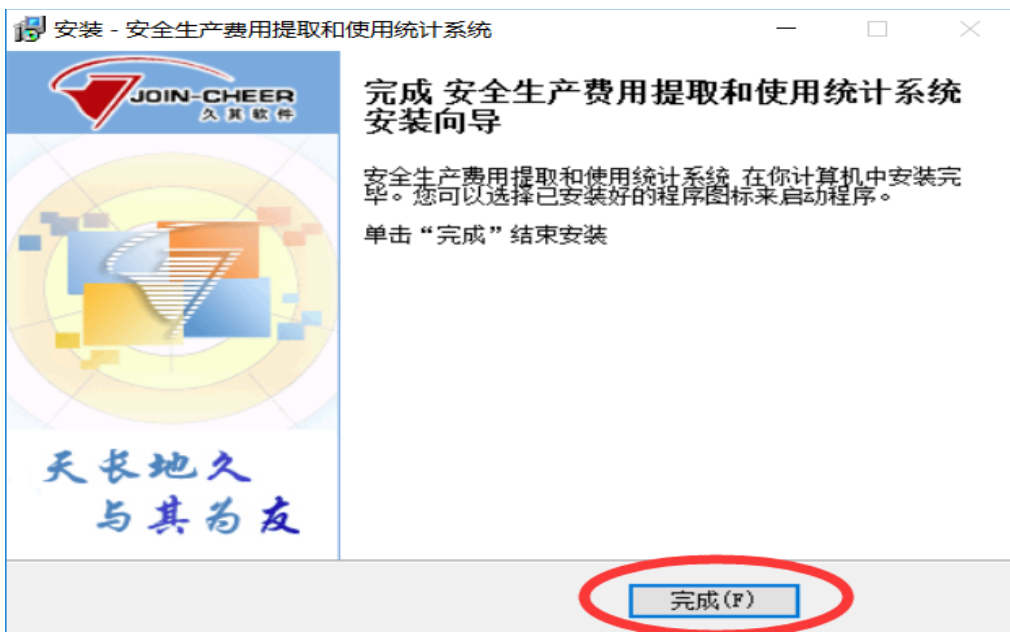 安装 - 安全生产费用提取和使用统计系统
JOIN-CHEER
久其软件
完成 安全生产费用提取和使用统计系统
安装向导
安全生产费用提取和使用统计系统 在你计算机中安装完
毕。您可以选择已安装好的程序图标来启动程序。
单击“完成”结束安装
天长地久
与其为友
完成(F)